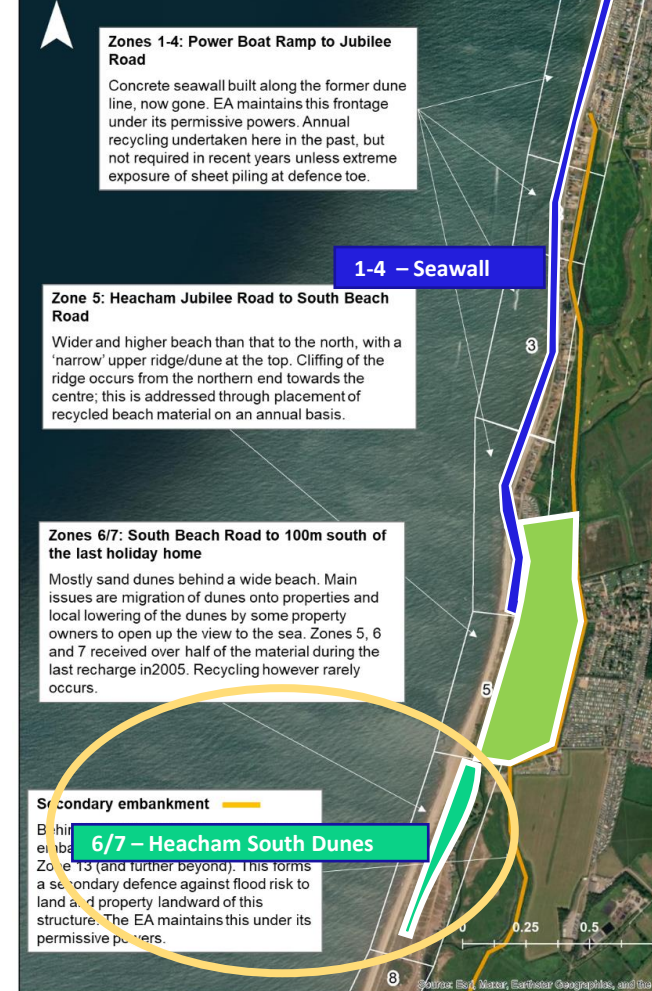 Zones 1-4: Power Boat Ramp to Jubilee
Road
Concrete seawall built along the former dune
line, now gone. EA maintains this frontage
under its permissive powers. Annual
recycling undertaken here in the past, but
not required in recent years unless extreme
exposure of sheet piling at defence toe.
1-4 – Seawall
Zone 5: Heacham Jubilee Road to South Beach
Road
Wider and higher beach than that to the north, with a
‘narrow’ upper ridge/dune at the top. Cliffing of the
ridge occurs from the northern end towards the
centre; this is addressed through placement of
recycled beach material on an annual basis.
3
Zones 6/7: South Beach Road to 100m south of
the last holiday home
Mostly sand dunes behind a wide beach. Main
issues are migration of dunes onto properties and
local lowering of the dunes by some property
owners to open up the view to the sea. Zones 5, 6
and 7 received over half of the material during the
last recharge in2005. Recycling however rarely
occurs.
5
Secondary embankment
6/7 – Heacham South Dunes
Zone 13 (and further beyond). This forms
a secondary defence against flood risk to
land and property landward of this
structure. The EA maintains this under its
permissive powers.
0 0.25 0.5
8
Source: Esri, Maxar, Earthstar Geographics, and the